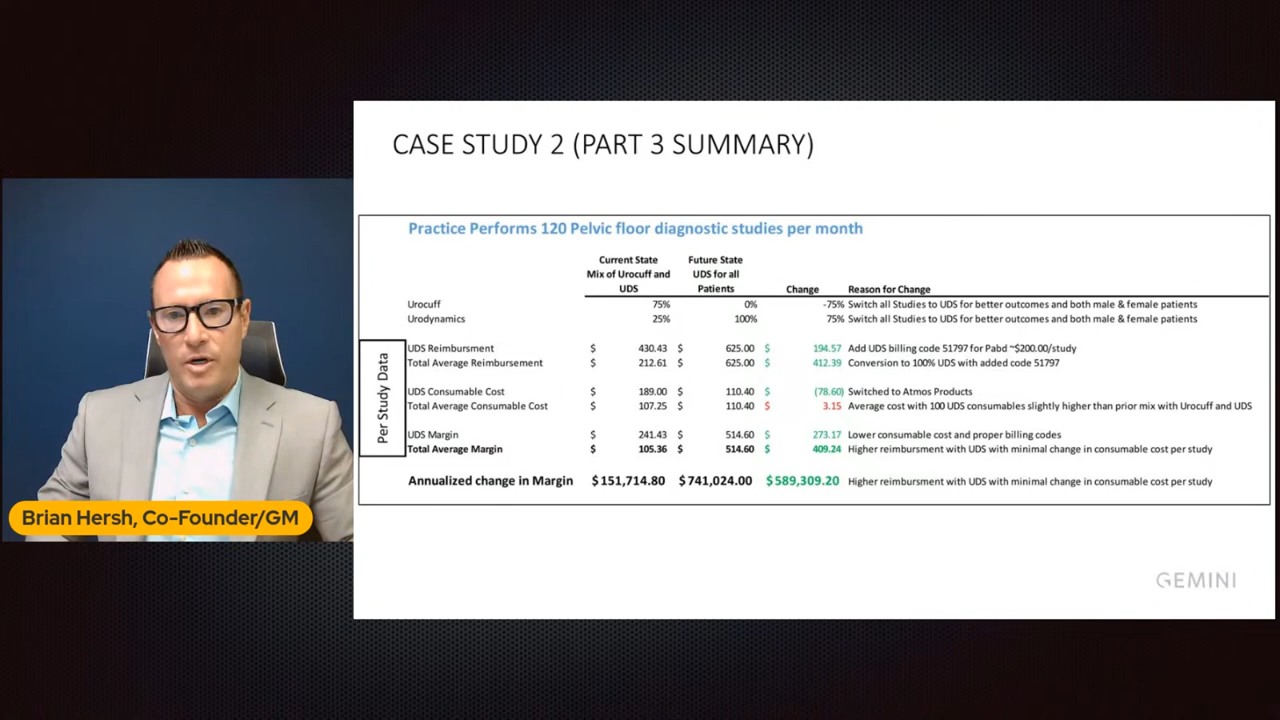 CASE STUDY 2 (PART 3 SUMMARY)
Practice Performs 120 Pelvic floor diagnostic studies per month
Current State Mix of Urocuff and UDS
Future State UDS for all Patients
Change
Reason for Change
Urocuff 75% 0% -75% Switch all Studies to UDS for better outcomes and both male & female patients
Urodynamics 25% 100% 75% Switch all Studies to UDS for better outcomes and both male & female patients
Per Study Data
UDS Reimbursment $ 430.43 $ 625.00 $ 194.57 Add UDS billing code 51797 for Pabd ~$200.00/study
Total Average Reimbursement $ 212.61 $ 625.00 $ 412.39 Conversion to 100% UDS with added code 51797
UDS Consumable Cost $ 189.00 $ 110.40 $ (78.60) Switched to Atmos Products
Total Average Consumable Cost $ 107.25 $ 110.40 $ 3.15 Average cost with 100 UDS consumables slightly higher than prior mix with Urocuff and UDS
UDS Margin $ 241.43 $ 514.60 $ 273.17 Lower consumable cost and proper billing codes
Total Average Margin $ 105.36 $ 514.60 $ 409.24 Higher reimbursement with UDS with minimal change in consumable cost per study
Annualized change in Margin $151,714.80 $741,024.00 $589,309.20 Higher reimbursement with UDS with minimal change in consumable cost per study
Brian Hersh, Co-Founder/GM
GEMINI